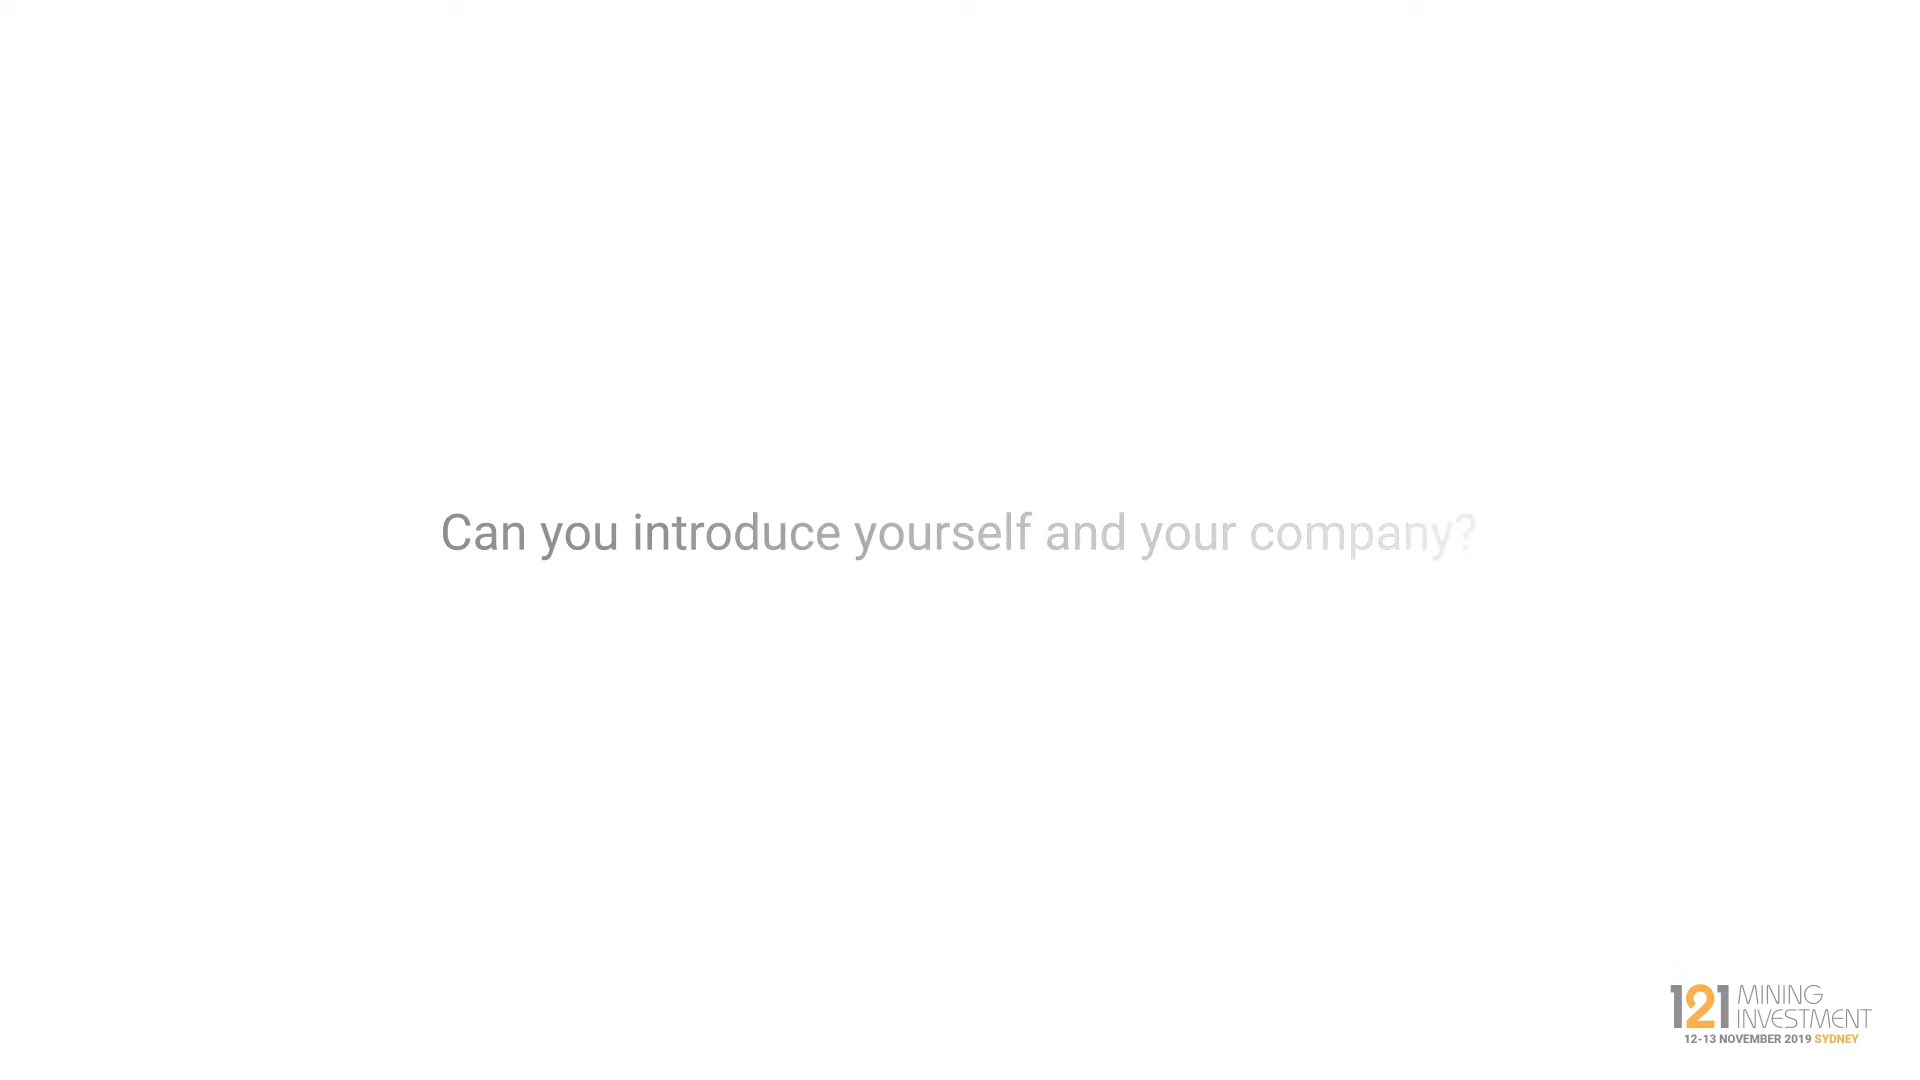 Can you introduce yourself and your company?
121 MINING
INVESTMENT
12-13 NOVEMBER 2019 SYDNEY